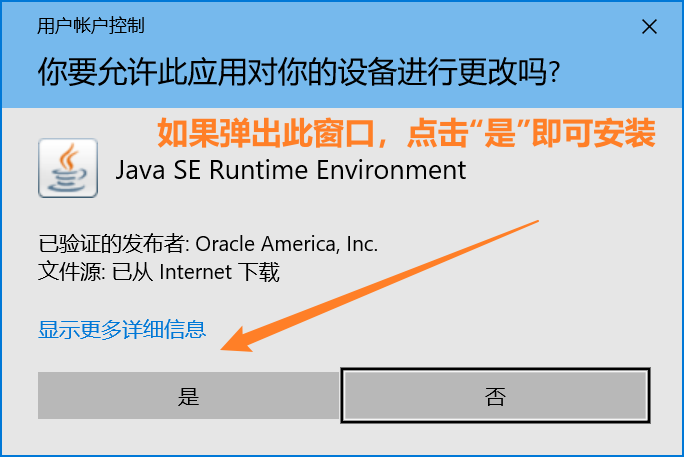 用户帐户控制
你要允许此应用对你的设备进行更改吗?
如果弹出此窗口，点击“是”即可安装
Java SE Runtime Environment
已验证的发布者: Oracle America, Inc.
文件源: 已从 Internet 下载
显示更多详细信息
是
否